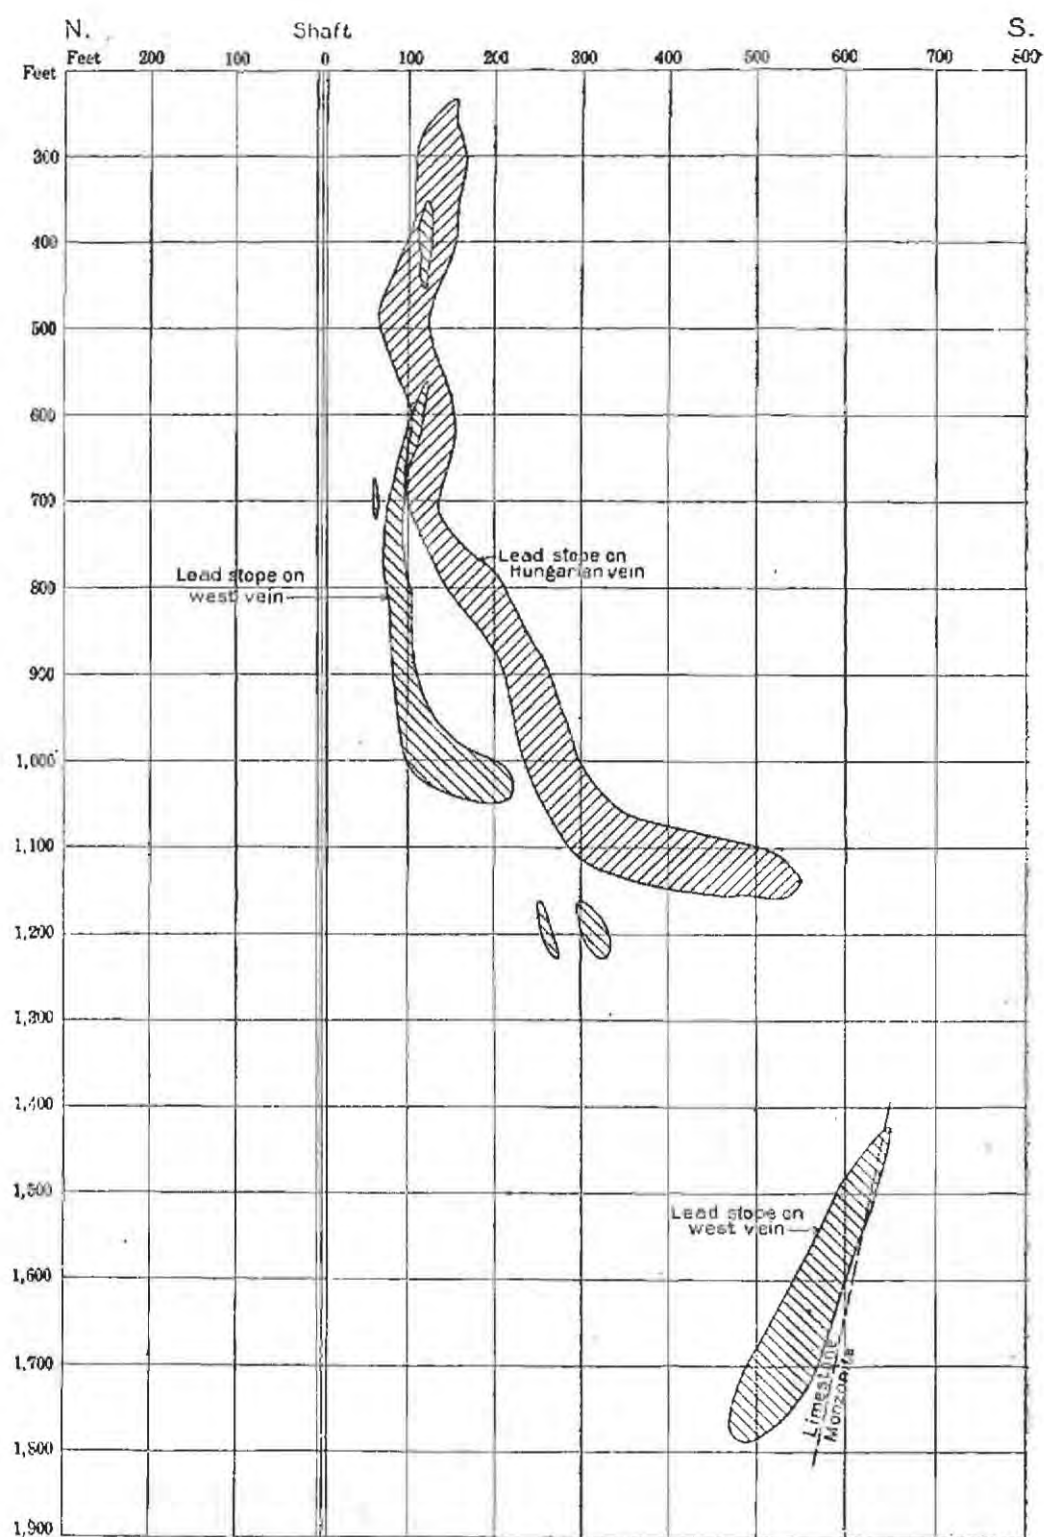 N. Shaft S.
Feet 200 100 0 100 200 300 400 500 600 700 800
Feet
300
400
500
600
700
Lead stope on
Hungarian vein
Lead stope on
west vein
800
900
1,000
1,100
1,200
1,300
1,400
1,500
Lead stope on
west vein
1,600
1,700
Limestone
Monzonite
1,800
1,900